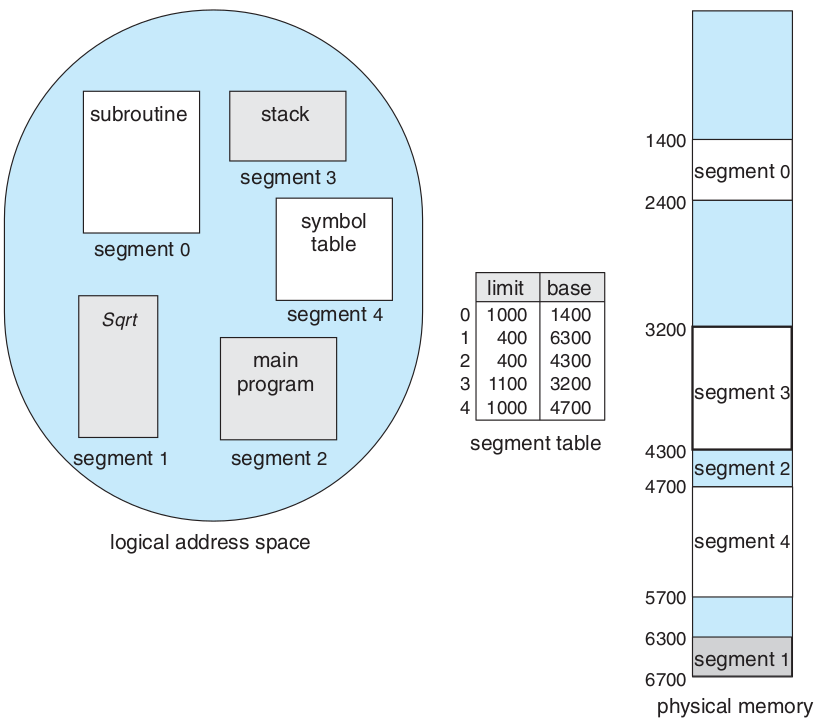 subroutine
segment 0
stack
segment 3
symbol
table
segment 4
Sqrt
segment 1
main
program
segment 2
logical address space
limit base
0 1000 1400
1 400 6300
2 400 4300
3 1100 3200
4 1000 4700
segment table
1400
segment 0
2400
3200
segment 3
4300
segment 2
4700
segment 4
5700
6300
segment 1
6700
physical memory